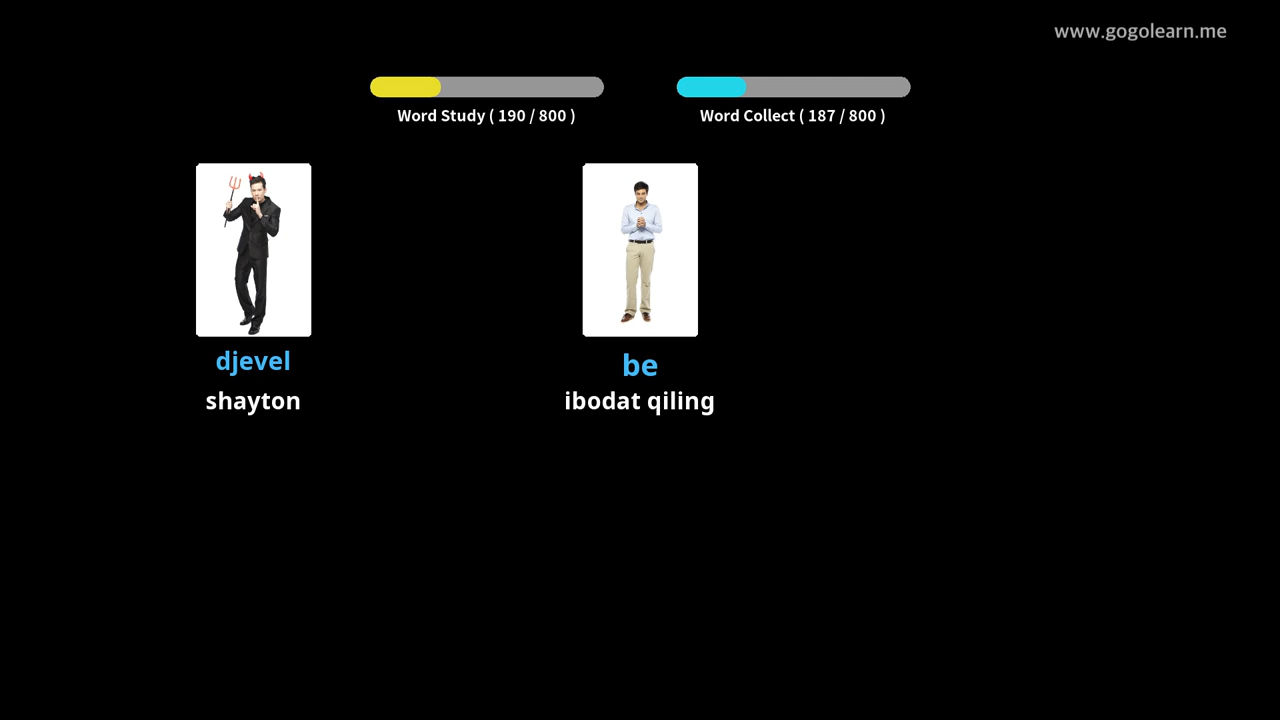 www.gogolearn.me
Word Study ( 190 / 800 )
Word Collect ( 187 / 800 )
djevel
shayton
be
ibodat qiling